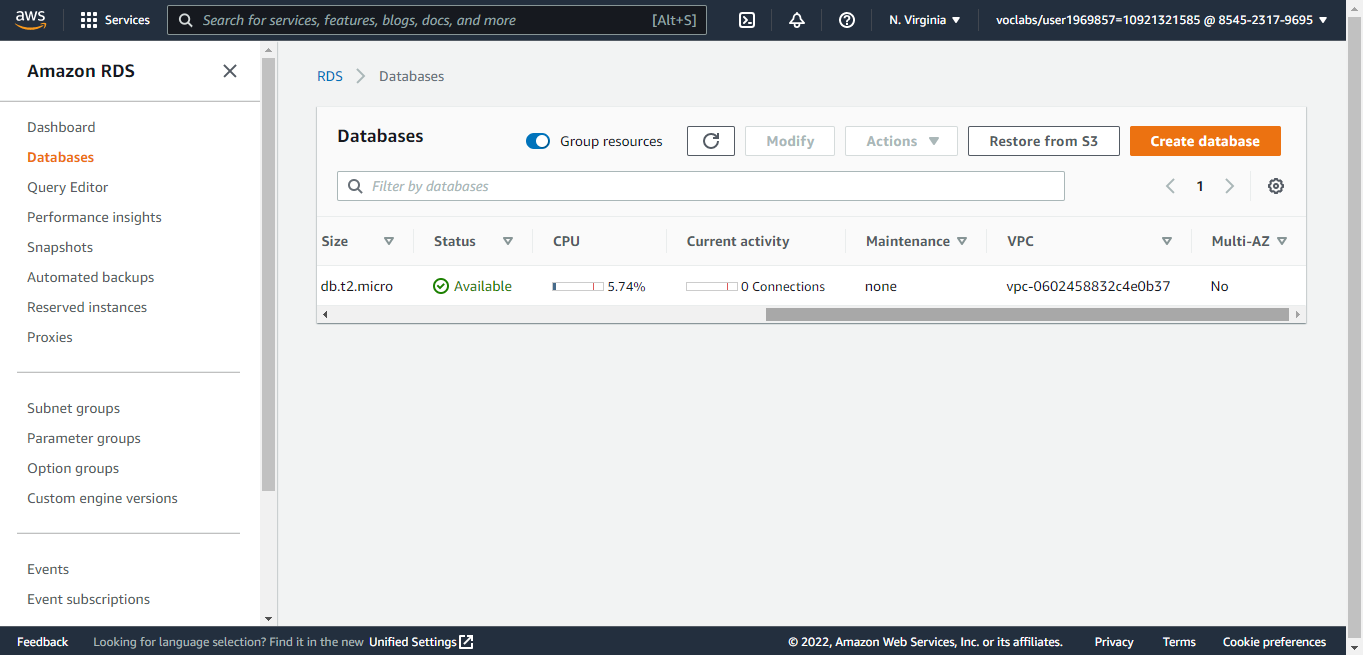 aws
Services
Search for services, features, blogs, docs, and more [Alt+S]
N. Virginia
voclabs/user1969857=10921321585 @ 8545-2317-9695
Amazon RDS
Dashboard
Databases
Query Editor
Performance insights
Snapshots
Automated backups
Reserved instances
Proxies
Subnet groups
Parameter groups
Option groups
Custom engine versions
Events
Event subscriptions
RDS Databases
Databases
Group resources
Modify
Actions
Restore from S3
Create database
Filter by databases
1
Size Status CPU Current activity Maintenance VPC Multi-AZ
db.t2.micro Available 5.74% 0 Connections none vpc-0602458832c4e0b37 No
Feedback Looking for language selection? Find it in the new Unified Settings © 2022, Amazon Web Services, Inc. or its affiliates. Privacy Terms Cookie preferences